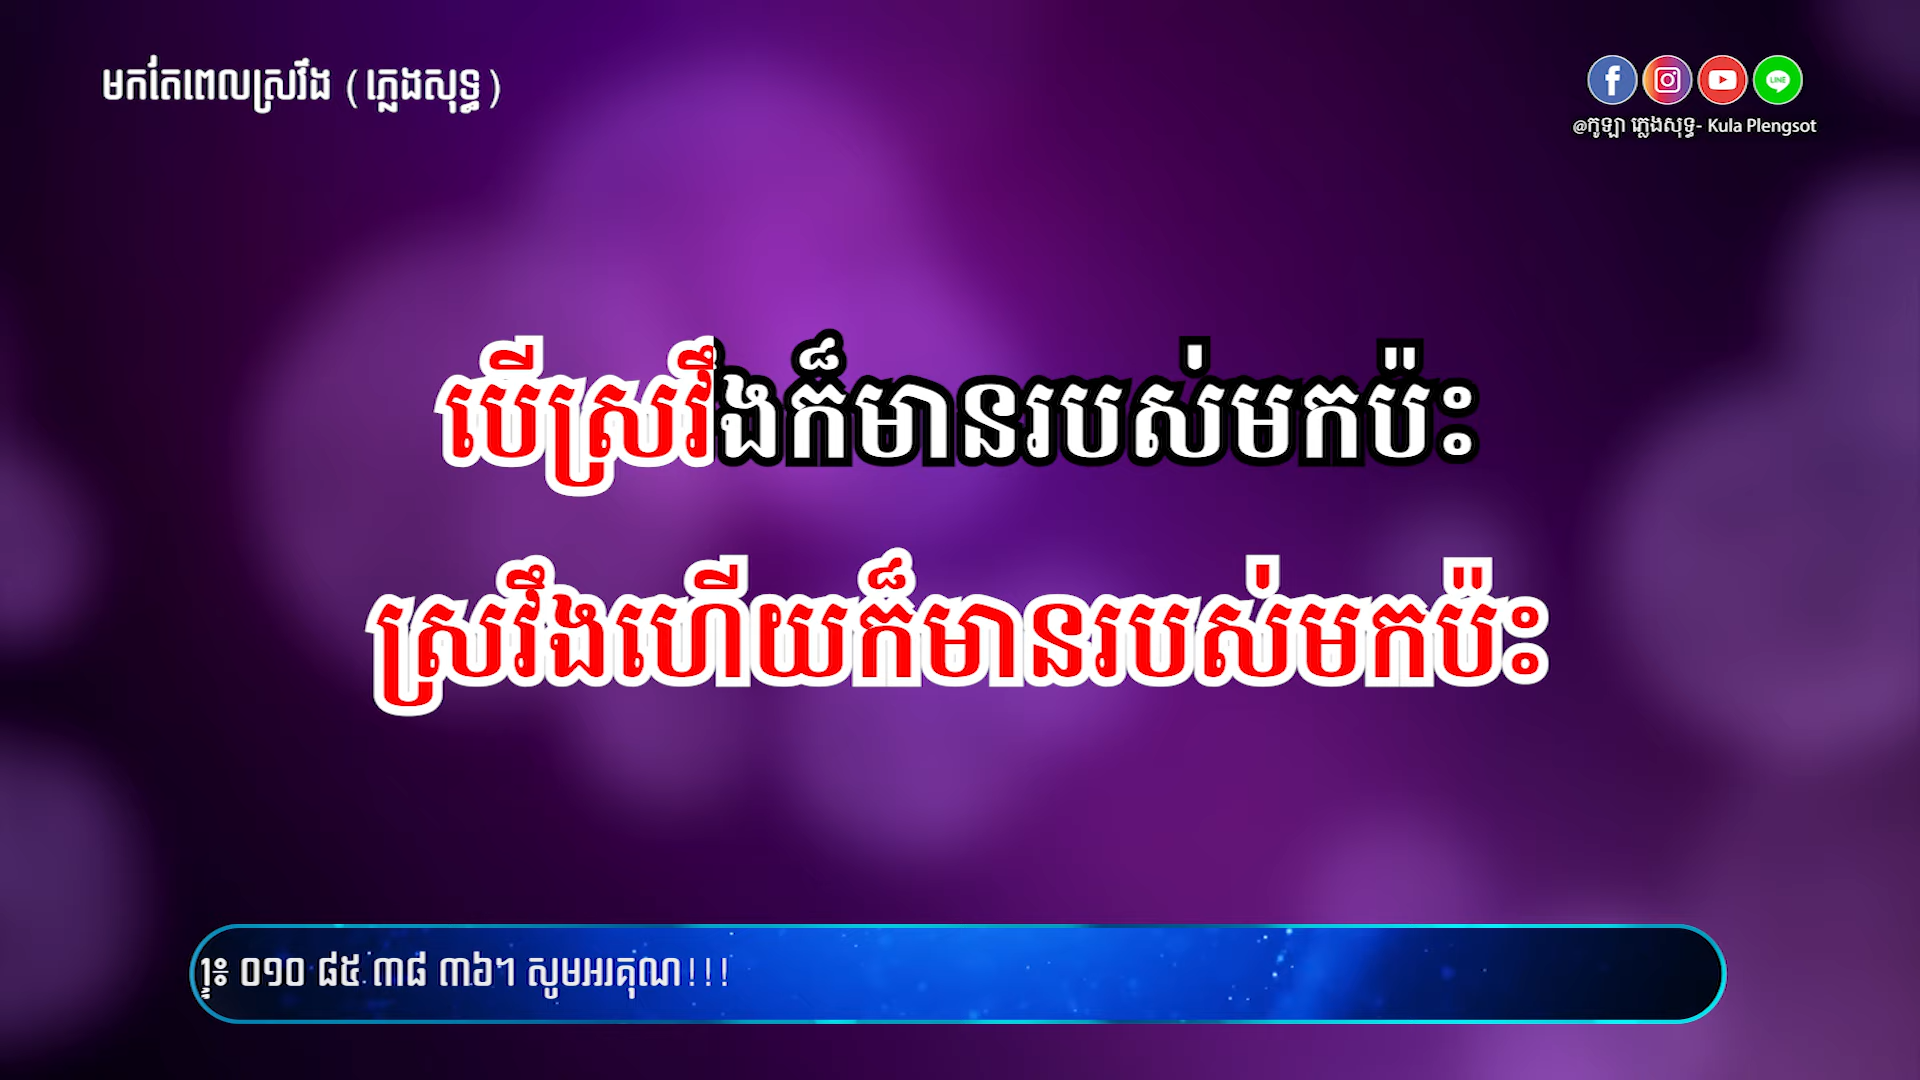 មកតែពេលស្រវឹង (ភ្លេងសុទ្ធ)
LINE
@កូឡា ភ្លេងសុទ្ធ- Kula Plengsot
បើស្រវឹងក៏មានរបស់មកប៉ះ
ស្រវឹងហើយក៏មានរបស់មកប៉ះ
០១០ ៨៥ ៣៨ ៣៦។ សូមអរគុណ!!!